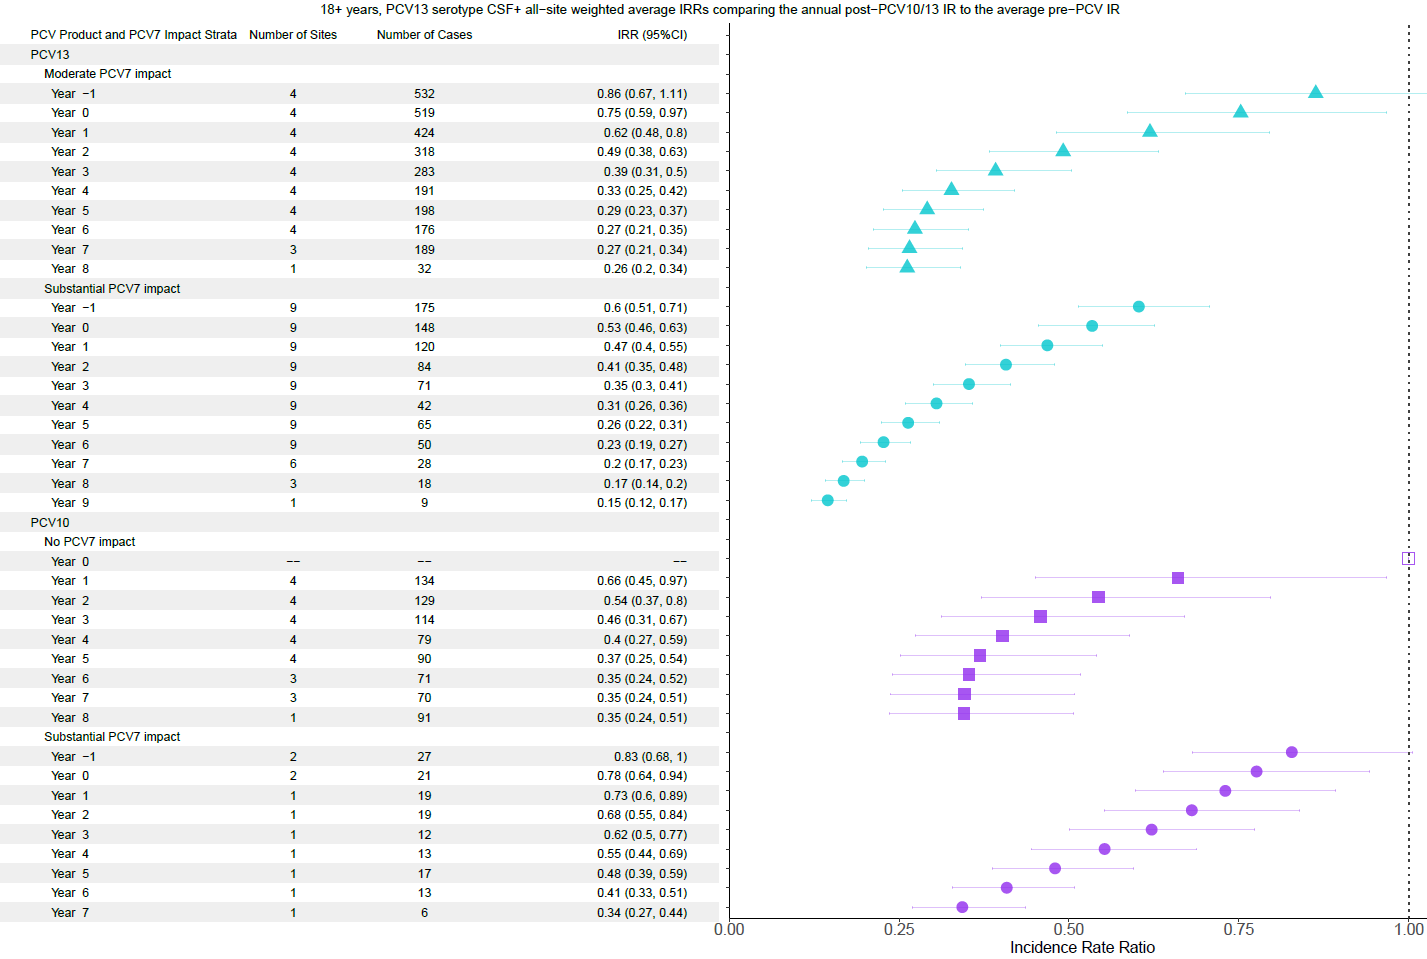 18+ years, PCV13 serotype CSF+ all−site weighted average IRRs comparing the annual post−PCV10/13 IR to the average pre−PCV IR
PCV Product and PCV7 Impact Strata Number of Sites Number of Cases IRR (95%CI)
PCV13
Moderate PCV7 impact
Year −1 4 532 0.86 (0.67, 1.11)
Year 0 4 519 0.75 (0.59, 0.97)
Year 1 4 424 0.62 (0.48, 0.8)
Year 2 4 318 0.49 (0.38, 0.63)
Year 3 4 283 0.39 (0.31, 0.5)
Year 4 4 191 0.33 (0.25, 0.42)
Year 5 4 198 0.29 (0.23, 0.37)
Year 6 4 176 0.27 (0.21, 0.35)
Year 7 3 189 0.27 (0.21, 0.34)
Year 8 1 32 0.26 (0.2, 0.34)
Substantial PCV7 impact
Year −1 9 175 0.6 (0.51, 0.71)
Year 0 9 148 0.53 (0.46, 0.63)
Year 1 9 120 0.47 (0.4, 0.55)
Year 2 9 84 0.41 (0.35, 0.48)
Year 3 9 71 0.35 (0.3, 0.41)
Year 4 9 42 0.31 (0.26, 0.36)
Year 5 9 65 0.26 (0.22, 0.31)
Year 6 9 50 0.23 (0.19, 0.27)
Year 7 6 28 0.2 (0.17, 0.23)
Year 8 3 18 0.17 (0.14, 0.2)
Year 9 1 9 0.15 (0.12, 0.17)
PCV10
No PCV7 impact
Year 0 −− −− −−
Year 1 4 134 0.66 (0.45, 0.97)
Year 2 4 129 0.54 (0.37, 0.8)
Year 3 4 114 0.46 (0.31, 0.67)
Year 4 4 79 0.4 (0.27, 0.59)
Year 5 4 90 0.37 (0.25, 0.54)
Year 6 3 71 0.35 (0.24, 0.52)
Year 7 3 70 0.35 (0.24, 0.51)
Year 8 1 91 0.35 (0.24, 0.51)
Substantial PCV7 impact
Year −1 2 27 0.83 (0.68, 1)
Year 0 2 21 0.78 (0.64, 0.94)
Year 1 1 19 0.73 (0.6, 0.89)
Year 2 1 19 0.68 (0.55, 0.84)
Year 3 1 12 0.62 (0.5, 0.77)
Year 4 1 13 0.55 (0.44, 0.69)
Year 5 1 17 0.48 (0.39, 0.59)
Year 6 1 13 0.41 (0.33, 0.51)
Year 7 1 6 0.34 (0.27, 0.44)
0.00 0.25 0.50 0.75 1.00
Incidence Rate Ratio